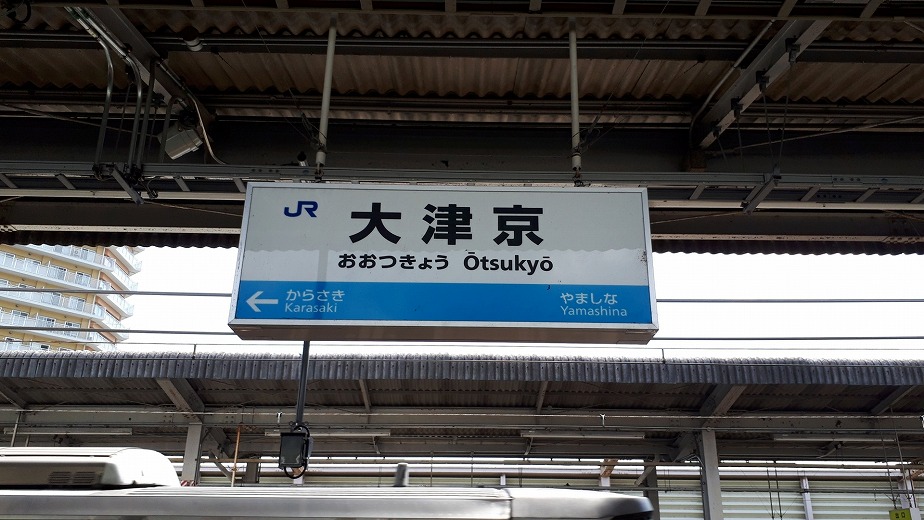 JR 大津京
おおつきょう Ōtsukyō
← からさき やましな
Karasaki Yamashina